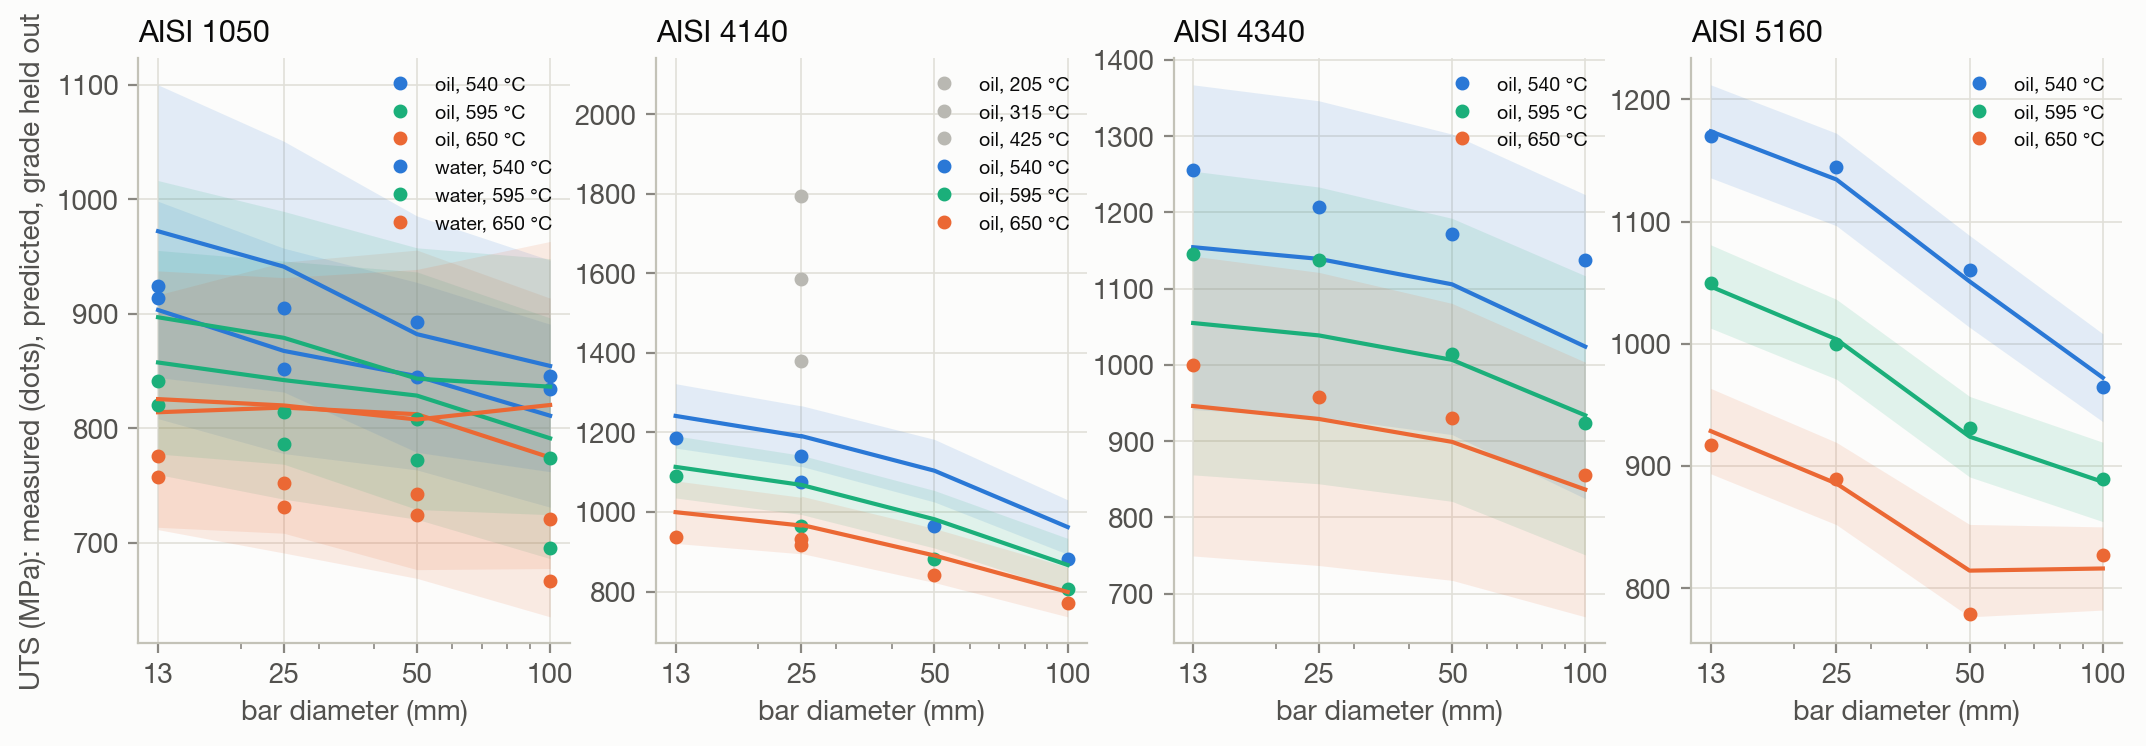 UTS (MPa): measured (dots), predicted, grade held out
AISI 1050
1100
1000
900
800
700
oil, 540 °C
oil, 595 °C
oil, 650 °C
water, 540 °C
water, 595 °C
water, 650 °C
13
25
50
100
bar diameter (mm)
AISI 4140
2000
1800
1600
1400
1200
1000
800
oil, 205 °C
oil, 315 °C
oil, 425 °C
oil, 540 °C
oil, 595 °C
oil, 650 °C
13
25
50
100
bar diameter (mm)
AISI 4340
1400
1300
1200
1100
1000
900
800
700
oil, 540 °C
oil, 595 °C
oil, 650 °C
13
25
50
100
bar diameter (mm)
AISI 5160
1200
1100
1000
900
800
oil, 540 °C
oil, 595 °C
oil, 650 °C
13
25
50
100
bar diameter (mm)